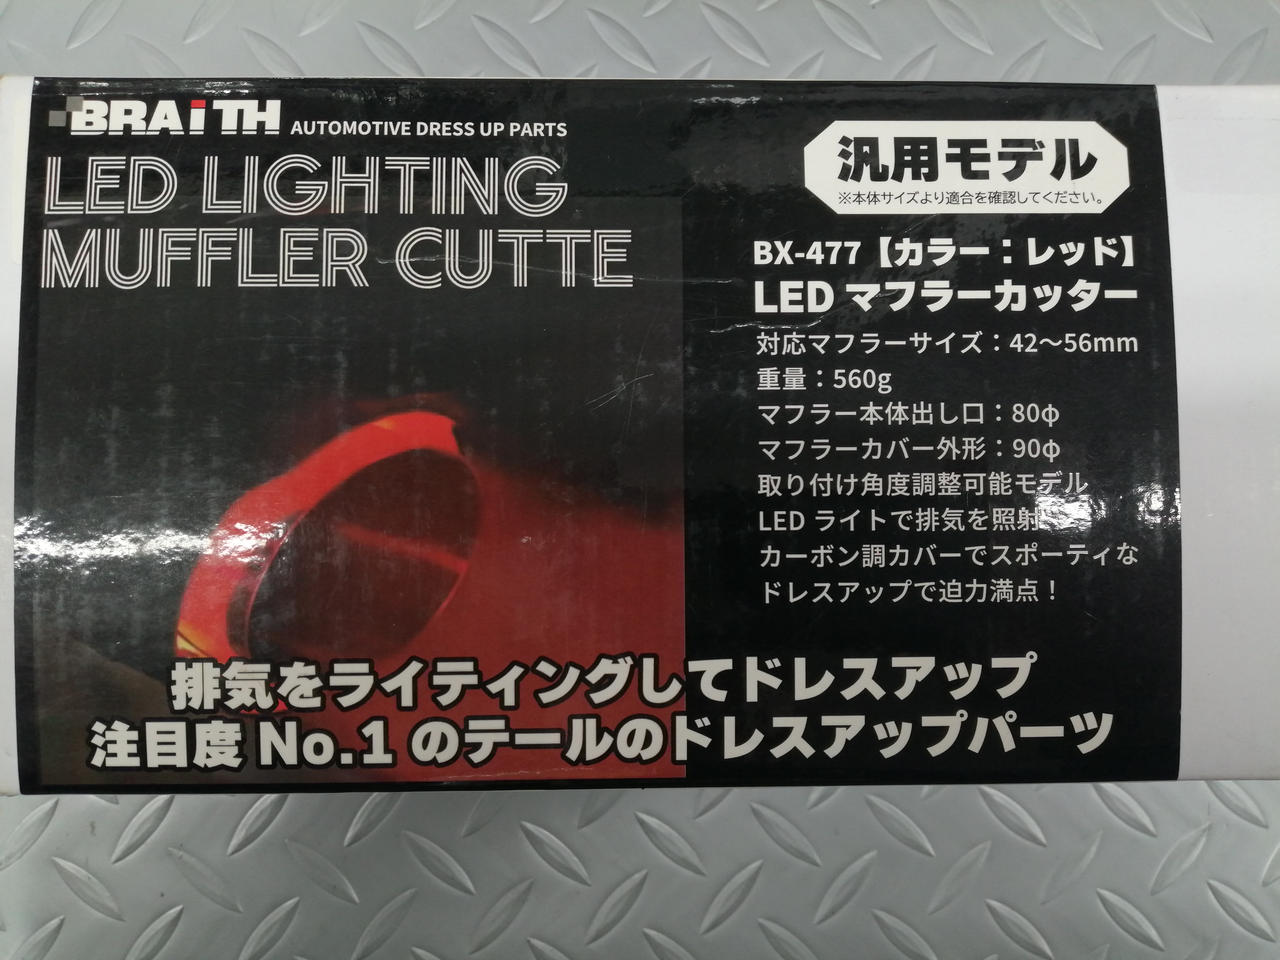 BRAiTH AUTOMOTIVE DRESS UP PARTS
LED LIGHTING
MUFFLER CUTTE
汎用モデル
※本体サイズより適合を確認してください。
BX-477【カラー：レッド】
LED マフラーカッター
対応マフラーサイズ：42〜56mm
重量：560g
マフラー本体出し口：80φ
マフラーカバー外形：90φ
取り付け角度調整可能モデル
LED ライトで排気を照射
カーボン調カバーでスポーティな
ドレスアップで迫力満点！
排気をライティングしてドレスアップ
注目度 No.1 のテールのドレスアップパーツ